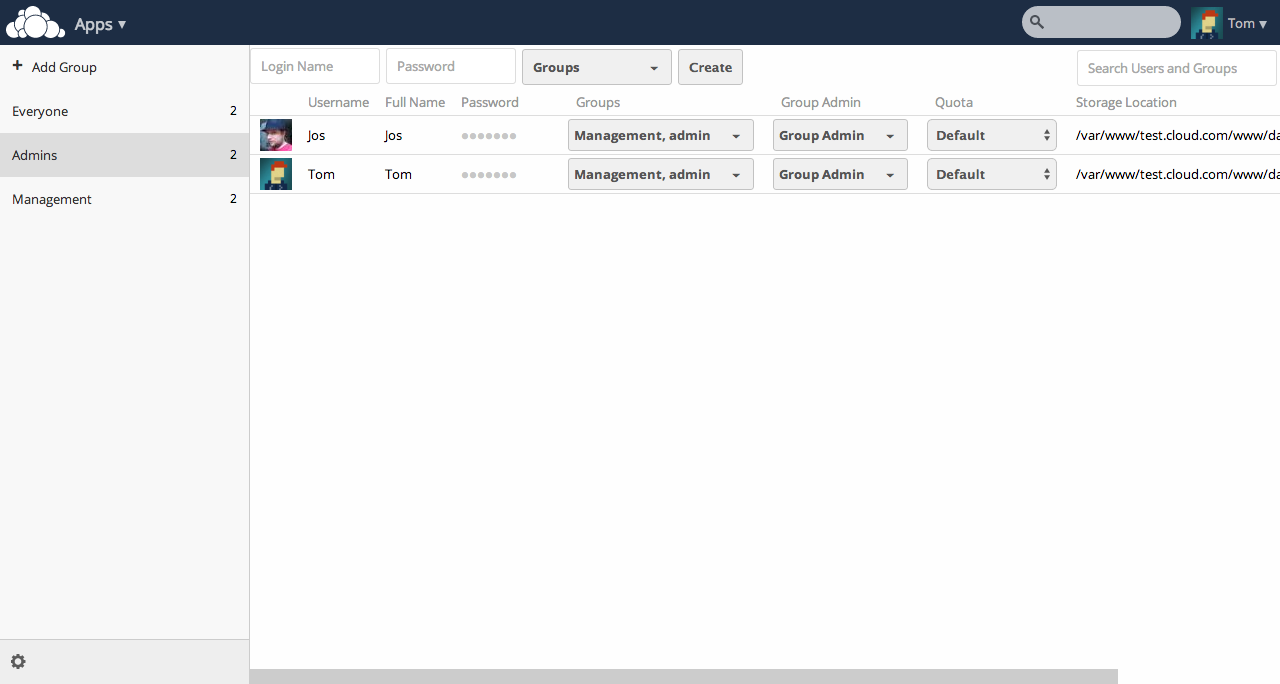 Apps ▾ Tom ▾
+ Add Group
Everyone 2
Admins 2
Management 2
Login Name Password Groups Create Search Users and Groups
Username Full Name Password Groups Group Admin Quota Storage Location
Jos Jos ●●●●●●● Management, admin Group Admin Default /var/www/test.cloud.com/www/da
Tom Tom ●●●●●●● Management, admin Group Admin Default /var/www/test.cloud.com/www/da